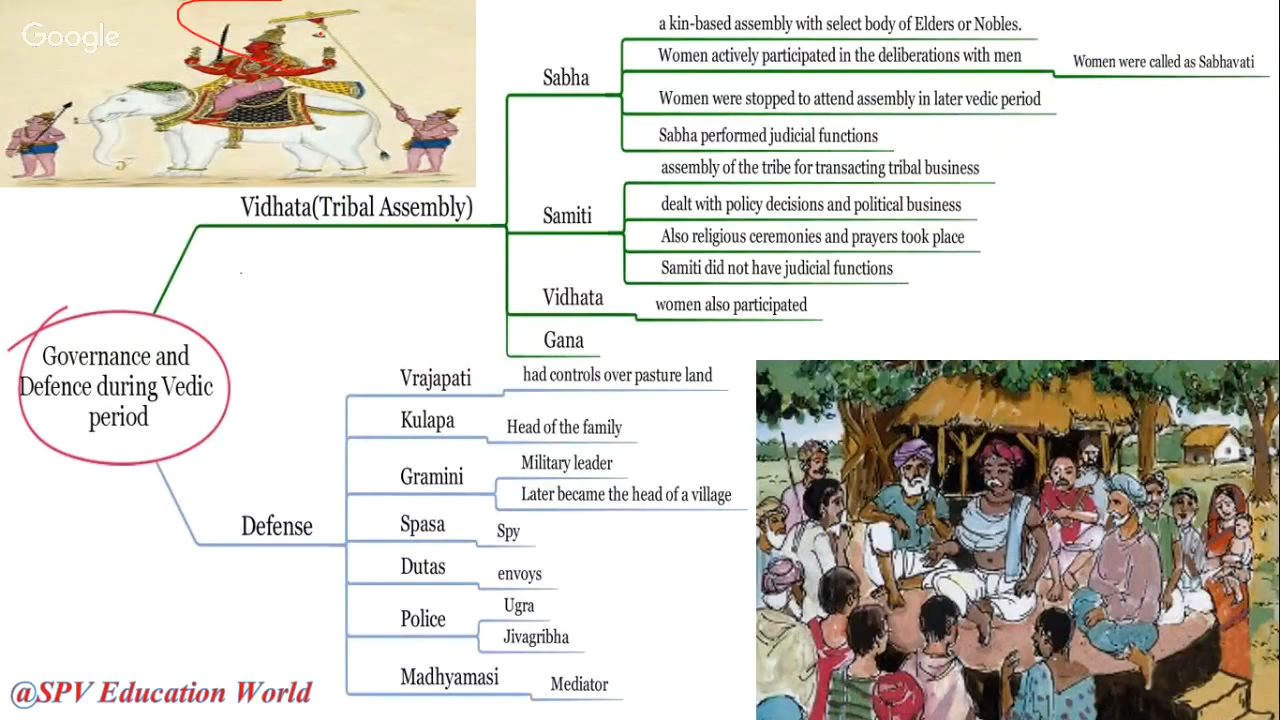 Google
a kin-based assembly with select body of Elders or Nobles.
Sabha
Women actively participated in the deliberations with men
Women were called as Sabhavati
Women were stopped to attend assembly in later vedic period
Sabha performed judicial functions
Vidhata(Tribal Assembly)
Samiti
assembly of the tribe for transacting tribal business
dealt with policy decisions and political business
Also religious ceremonies and prayers took place
Samiti did not have judicial functions
Vidhata
women also participated
Gana
Governance and
Defence during Vedic
period
Defense
Vrajapati
had controls over pasture land
Kulapa
Head of the family
Gramini
Military leader
Later became the head of a village
Spasa
Spy
Dutas
envoys
Police
Ugra
Jivagribha
Madhyamasi
Mediator
@SPV Education World